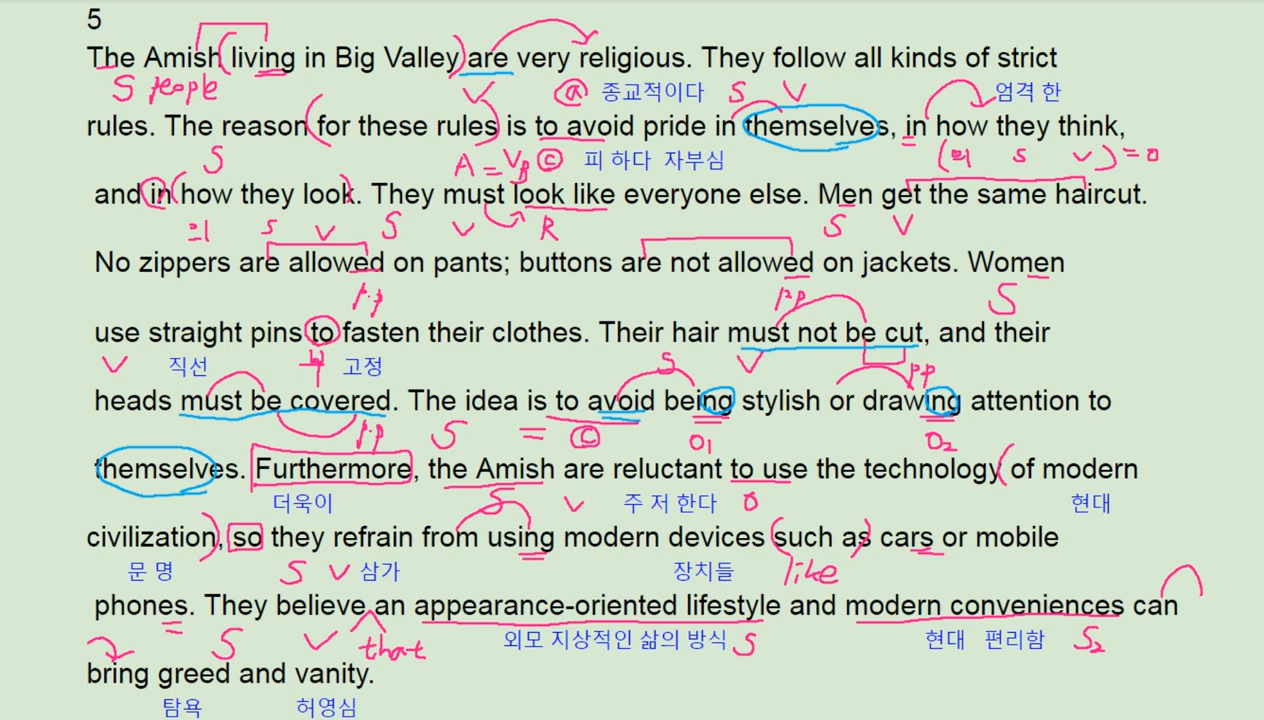 5
The Amish living in Big Valley are very religious. They follow all kinds of strict
S people V ⓐ 종교적이다 S V 엄격 한
rules. The reason for these rules is to avoid pride in themselves, in how they think,
S A = V ⓒ 피 하다 자부심 S V = 0
and in how they look. They must look like everyone else. Men get the same haircut.
S V S V R S V
No zippers are allowed on pants; buttons are not allowed on jackets. Women
p.p p.p S
use straight pins to fasten their clothes. Their hair must not be cut, and their
V 직선 고정 V p.p
heads must be covered. The idea is to avoid being stylish or drawing attention to
p.p S = ⓒ O1 O2
themselves. Furthermore, the Amish are reluctant to use the technology of modern
더욱이 S V 주 저 한다 0 현대
civilization, so they refrain from using modern devices such as cars or mobile
문 명 S V 삼가 장치들 like
phones. They believe an appearance-oriented lifestyle and modern conveniences can
S V that 외모 지상적인 삶의 방식 S 현대 편리함 S2
bring greed and vanity.
탐욕 허영심